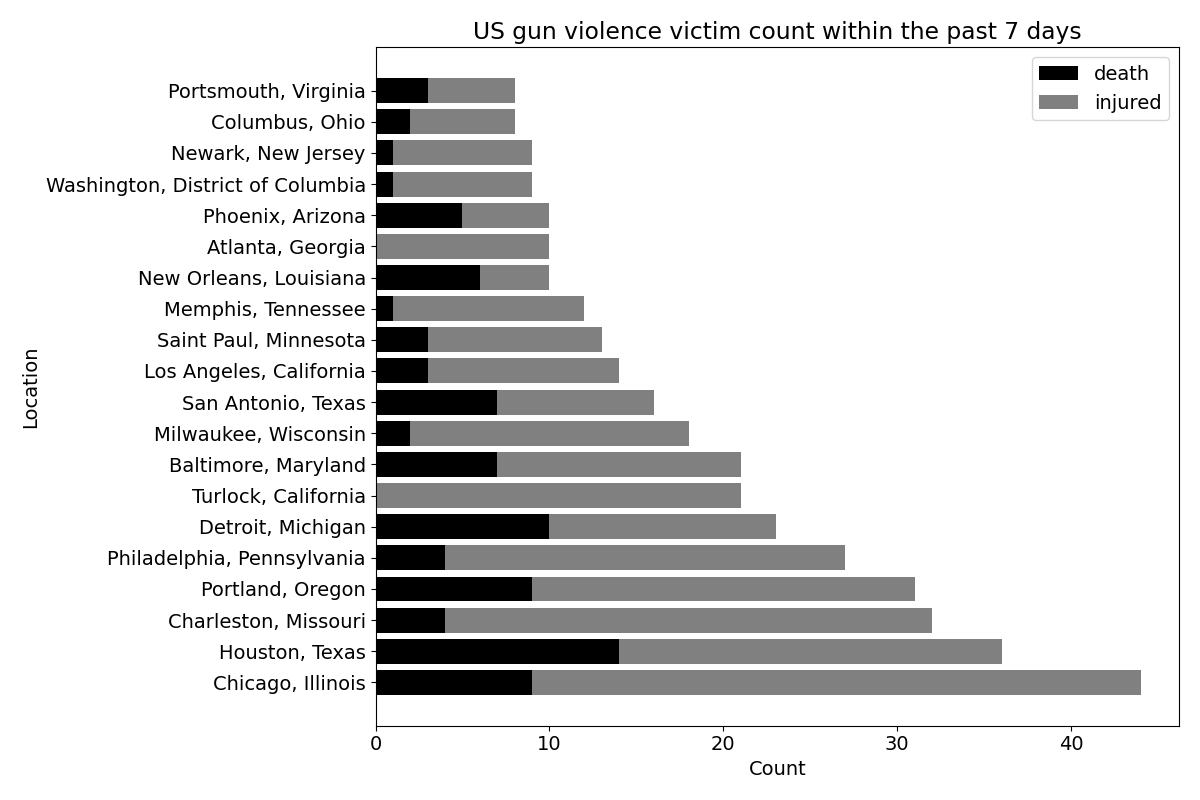 US gun violence victim count within the past 7 days
death
injured
Portsmouth, Virginia
Columbus, Ohio
Newark, New Jersey
Washington, District of Columbia
Phoenix, Arizona
Atlanta, Georgia
New Orleans, Louisiana
Memphis, Tennessee
Saint Paul, Minnesota
Los Angeles, California
San Antonio, Texas
Milwaukee, Wisconsin
Baltimore, Maryland
Turlock, California
Detroit, Michigan
Philadelphia, Pennsylvania
Portland, Oregon
Charleston, Missouri
Houston, Texas
Chicago, Illinois
Location
0 10 20 30 40
Count